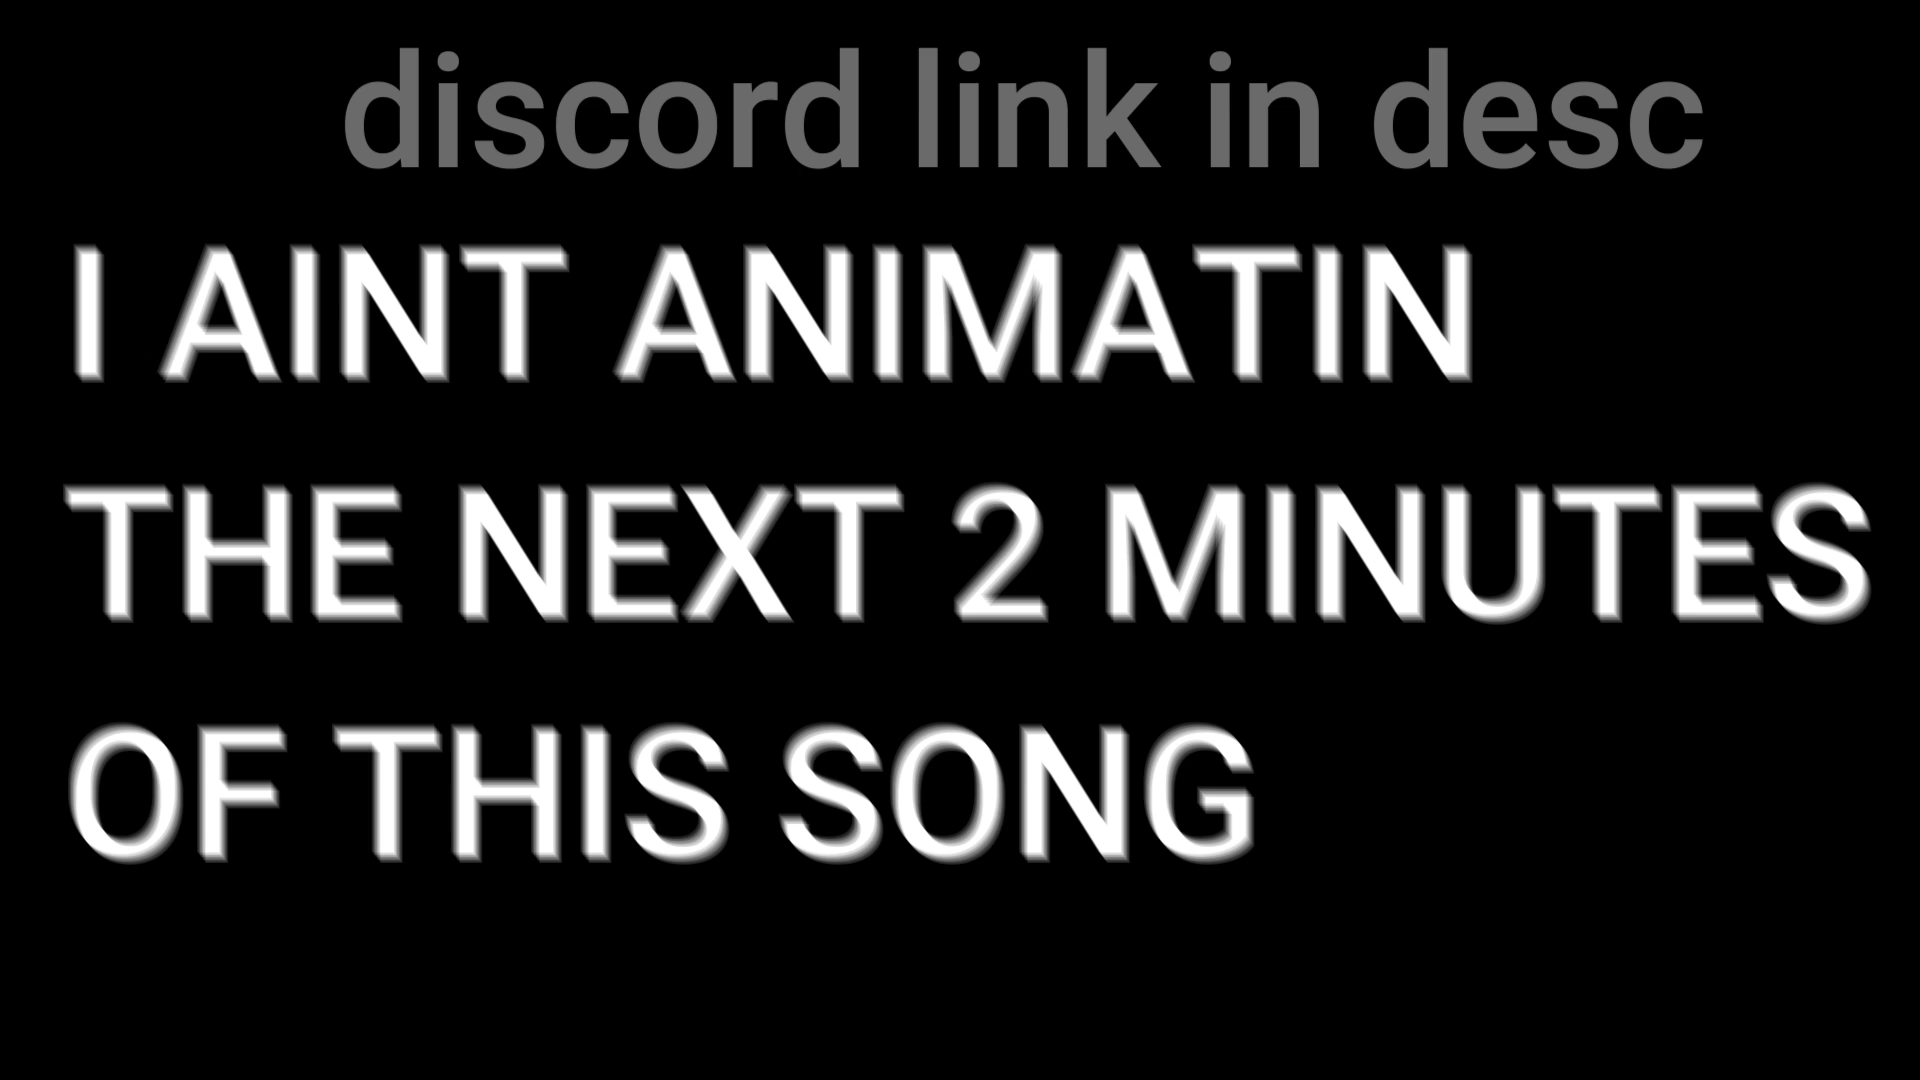 discord link in desc
I AINT ANIMATIN
THE NEXT 2 MINUTES
OF THIS SONG